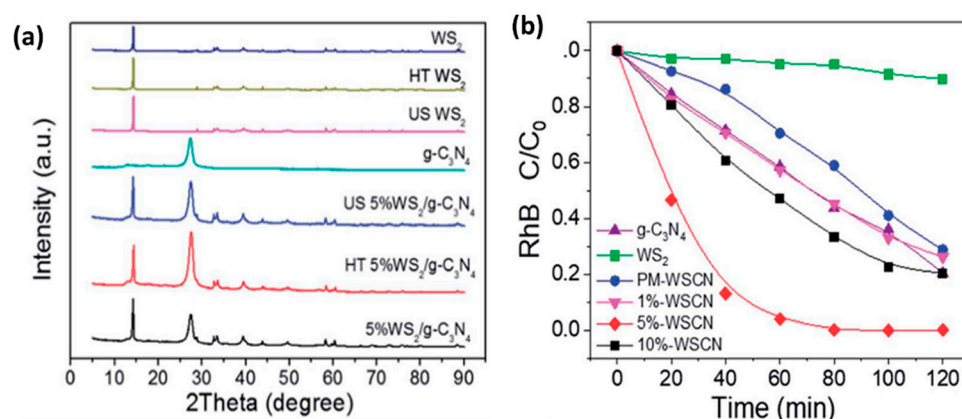 (a)
WS2
HT WS2
US WS2
g-C3N4
US 5%WS2/g-C3N4
HT 5%WS2/g-C3N4
5%WS2/g-C3N4
Intensity (a.u.)
0 10 20 30 40 50 60 70 80 90
2Theta (degree)
(b)
.0
0.8
0.6
0.4
0.2
0.0
RhB C/C0
g-C3N4
WS2
PM-WSCN
1%-WSCN
5%-WSCN
10%-WSCN
0 20 40 60 80 100 120
Time (min)